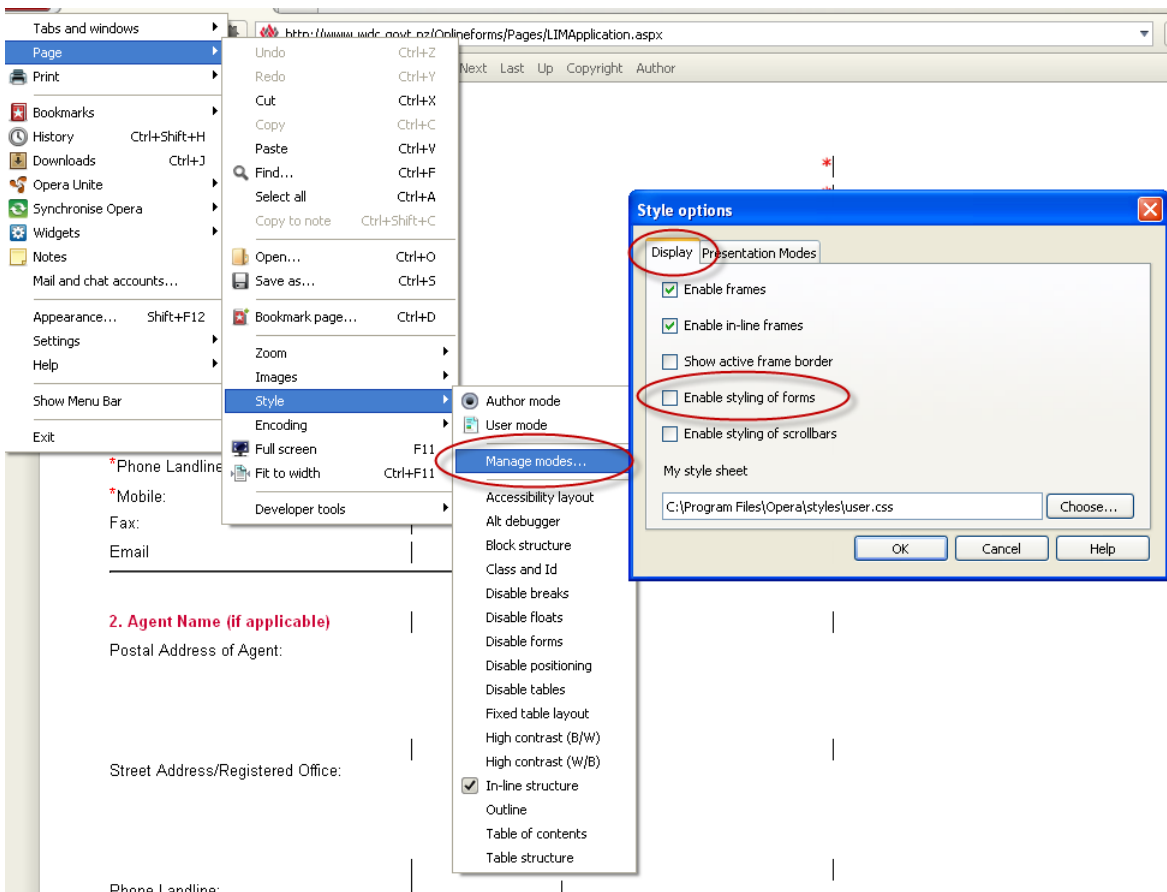 Tabs and windows
Page
Print
Bookmarks
History Ctrl+Shift+H
Downloads Ctrl+J
Opera Unite
Synchronise Opera
Widgets
Notes
Mail and chat accounts...
Appearance... Shift+F12
Settings
Help
Show Menu Bar
Exit
http://www.wdc.govt.nz/Onlineforms/Pages/LIMApplication.aspx
Next Last Up Copyright Author
Undo Ctrl+Z
Redo Ctrl+Y
Cut Ctrl+X
Copy Ctrl+C
Paste Ctrl+V
Find... Ctrl+F
Select all Ctrl+A
Copy to note Ctrl+Shift+C
Open... Ctrl+O
Save as... Ctrl+S
Bookmark page... Ctrl+D
Zoom
Images
Style
Encoding
Full screen F11
Fit to width Ctrl+F11
Developer tools
Author mode
User mode
Manage modes...
Accessibility layout
Alt debugger
Block structure
Class and Id
Disable breaks
Disable floats
Disable forms
Disable positioning
Disable tables
Fixed table layout
High contrast (B/W)
High contrast (W/B)
In-line structure
Outline
Table of contents
Table structure
*
*
Style options
Display Presentation Modes
Enable frames
Enable in-line frames
Show active frame border
Enable styling of forms
Enable styling of scrollbars
My style sheet
C:\Program Files\Opera\styles\user.css Choose...
OK Cancel Help
*Phone Landline
*Mobile:
Fax:
Email
2. Agent Name (if applicable)
Postal Address of Agent:
Street Address/Registered Office:
Phone Landline: